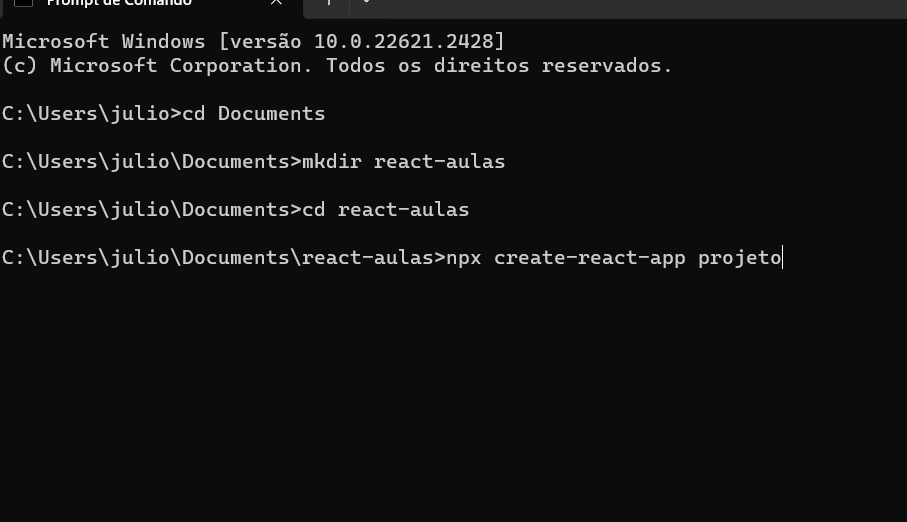 Prompt de Comando
Microsoft Windows [versão 10.0.22621.2428]
(c) Microsoft Corporation. Todos os direitos reservados.
C:\Users\julio>cd Documents
C:\Users\julio\Documents>mkdir react-aulas
C:\Users\julio\Documents>cd react-aulas
C:\Users\julio\Documents\react-aulas>npx create-react-app projeto